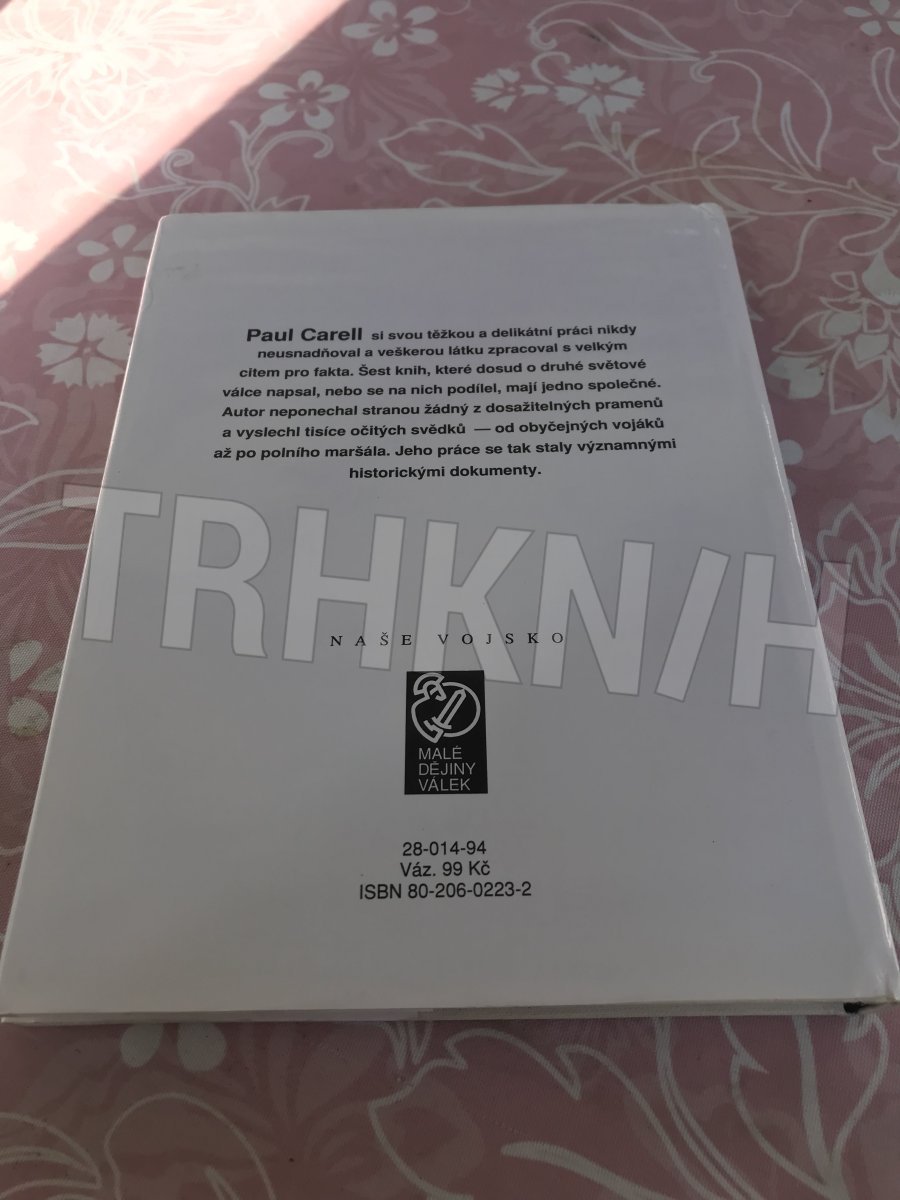 Paul Carell si svou těžkou a delikátní práci nikdy
neusnadňoval a veškerou látku zpracoval s velkým
citem pro fakta. Šest knih, které dosud o druhé světové
válce napsal, nebo se na nich podílel, mají jedno společné.
Autor neponechal stranou žádný z dosažitelných pramenů
a vyslechl tisíce očitých svědků — od obyčejných vojáků
až po polního maršála. Jeho práce se tak staly významnými
historickými dokumenty.
TRHKNIH
NAŠE VOJSKO
MALÉ
DĚJINY
VÁLEK
28-014-94
Váz. 99 Kč
ISBN 80-206-0223-2